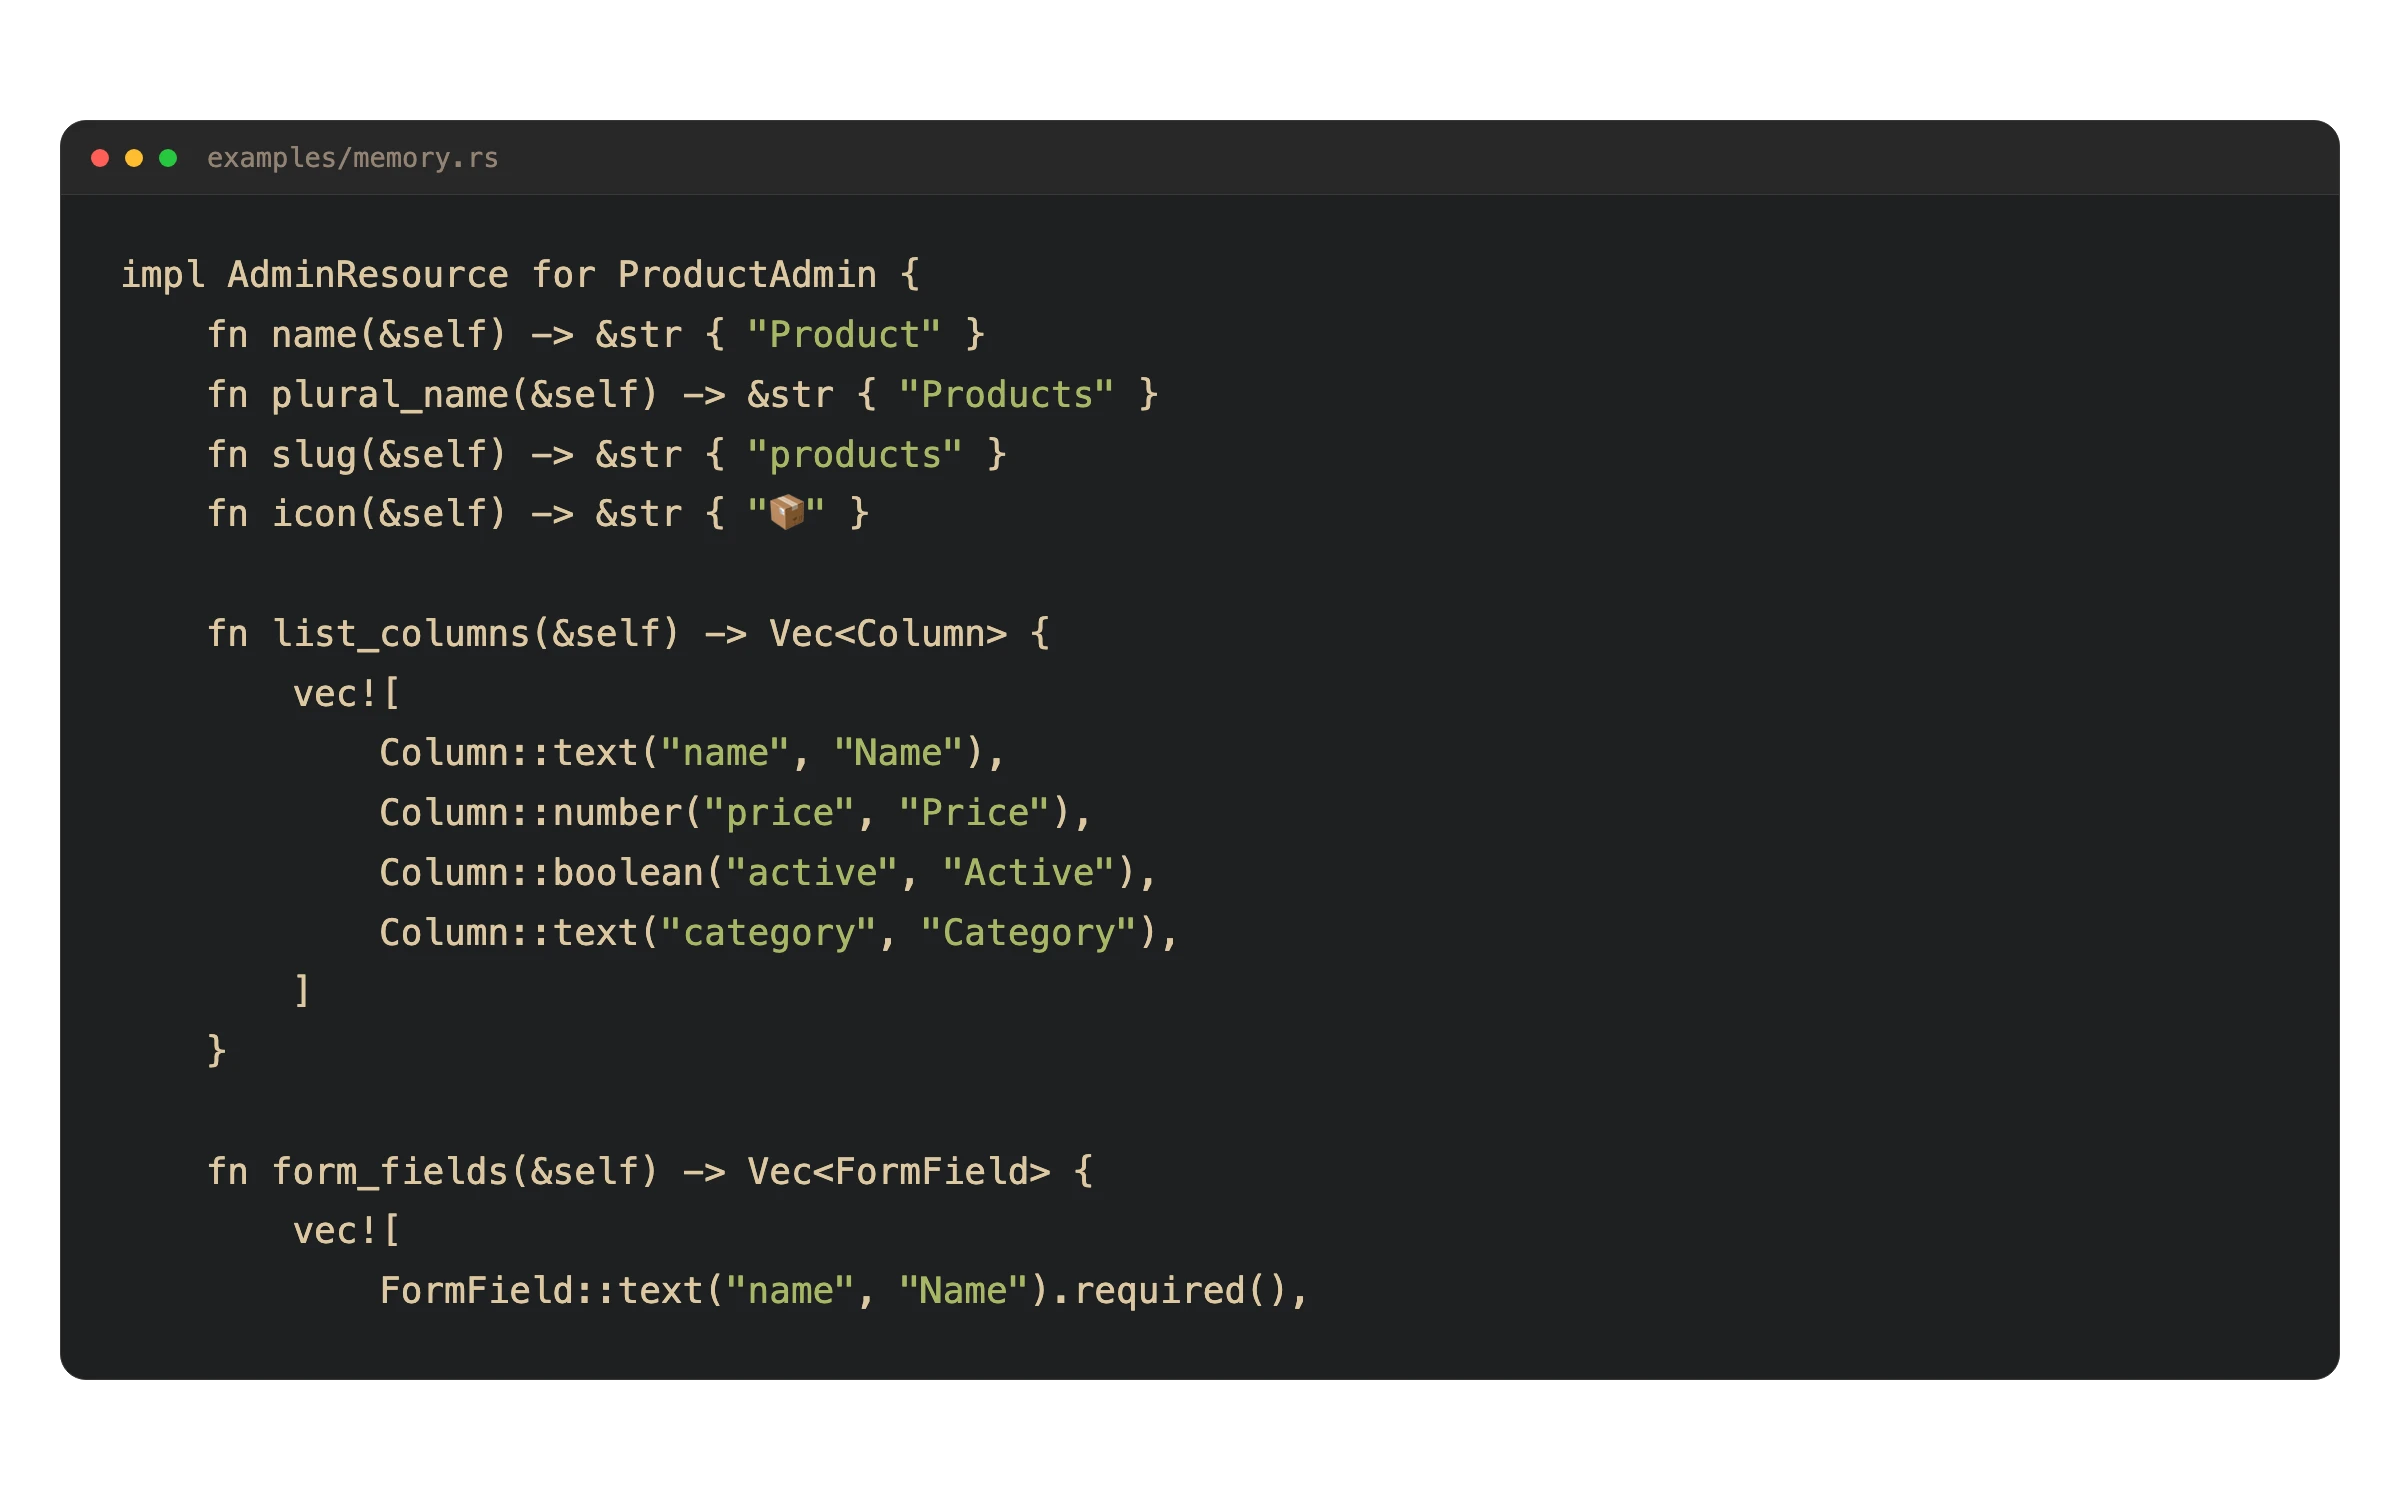 examples/memory.rs
impl AdminResource for ProductAdmin {
    fn name(&self) -> &str { "Product" }
    fn plural_name(&self) -> &str { "Products" }
    fn slug(&self) -> &str { "products" }
    fn icon(&self) -> &str { "📦" }

    fn list_columns(&self) -> Vec<Column> {
        vec![
            Column::text("name", "Name"),
            Column::number("price", "Price"),
            Column::boolean("active", "Active"),
            Column::text("category", "Category"),
        ]
    }

    fn form_fields(&self) -> Vec<FormField> {
        vec![
            FormField::text("name", "Name").required(),